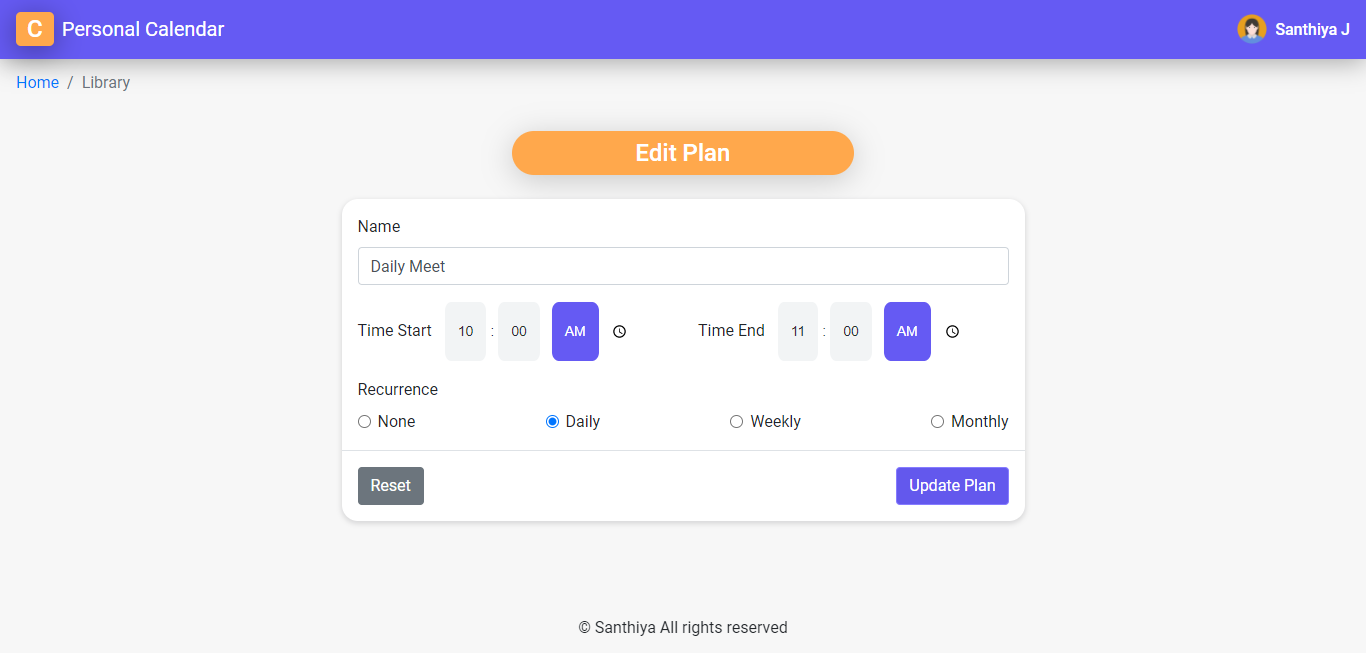 C Personal Calendar Santhiya J
Home / Library
Edit Plan
Name
Daily Meet
Time Start 10 : 00 AM Time End 11 : 00 AM
Recurrence
None Daily Weekly Monthly
Reset Update Plan
© Santhiya All rights reserved